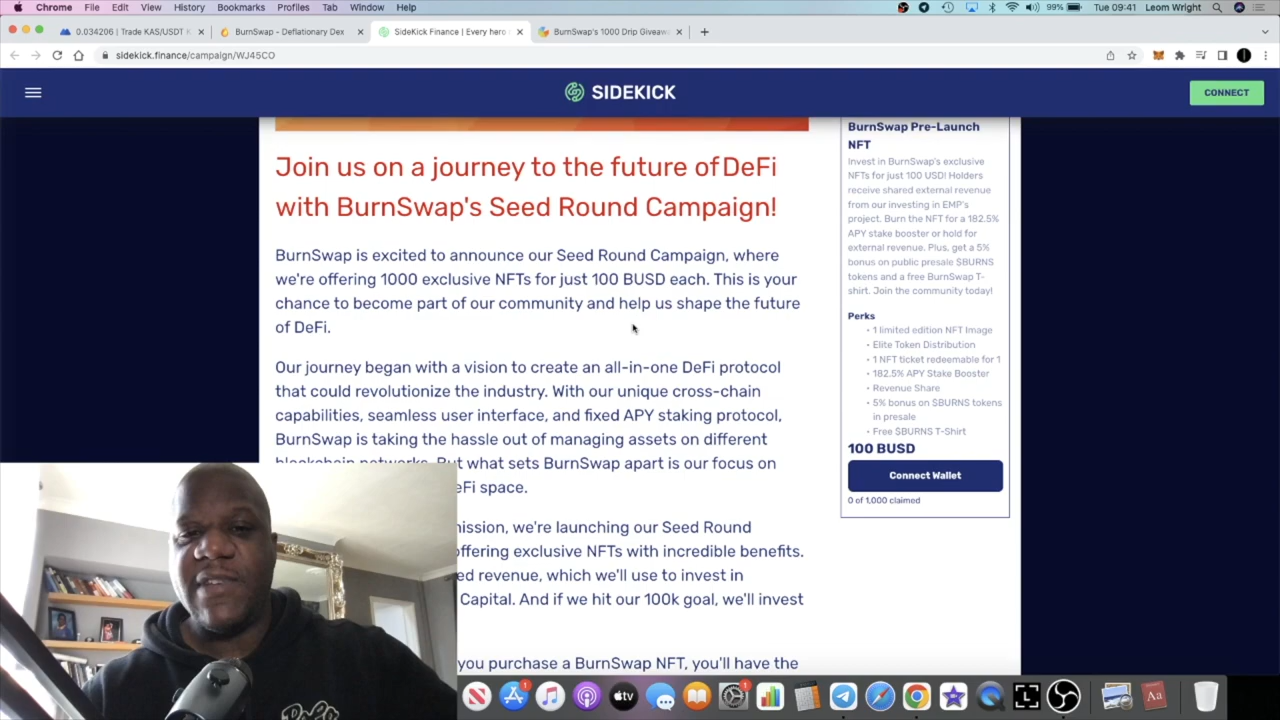 Chrome File Edit View History Bookmarks Profiles Tab Window Help 99% Tue 09:41 Leom Wright
0.034206 | Trade KAS/USDT BurnSwap - Deflationary Dex SideKick Finance | Every hero BurnSwap's 1000 Drip Giveaw
sidekick.finance/campaign/WJ45CO
SIDEKICK
CONNECT
Join us on a journey to the future of DeFi
with BurnSwap's Seed Round Campaign!
BurnSwap is excited to announce our Seed Round Campaign, where
we're offering 1000 exclusive NFTs for just 100 BUSD each. This is your
chance to become part of our community and help us shape the future
of DeFi.
Our journey began with a vision to create an all-in-one DeFi protocol
that could revolutionize the industry. With our unique cross-chain
capabilities, seamless user interface, and fixed APY staking protocol,
BurnSwap is taking the hassle out of managing assets on different
blockchain networks. But what sets BurnSwap apart is our focus on
eFi space.
ission, we're launching our Seed Round
offering exclusive NFTs with incredible benefits.
ed revenue, which we'll use to invest in
Capital. And if we hit our 100k goal, we'll invest
you purchase a BurnSwap NFT, you'll have the
BurnSwap Pre-Launch
NFT
Invest in BurnSwap's exclusive
NFTs for just 100 USD! Holders
receive shared external revenue
from our investing in EMP's
project. Burn the NFT for a 182.5%
APY stake booster or hold for
external revenue. Plus, get a 5%
bonus on public presale $BURNS
tokens and a free BurnSwap T-
shirt. Join the community today!
Perks
• 1 limited edition NFT Image
• Elite Token Distribution
• 1 NFT ticket redeemable for 1
• 182.5% APY Stake Booster
• Revenue Share
• 5% bonus on $BURNS tokens
in presale
• Free $BURNS T-Shirt
100 BUSD
Connect Wallet
0 of 1,000 claimed
1
tv
1
Aa